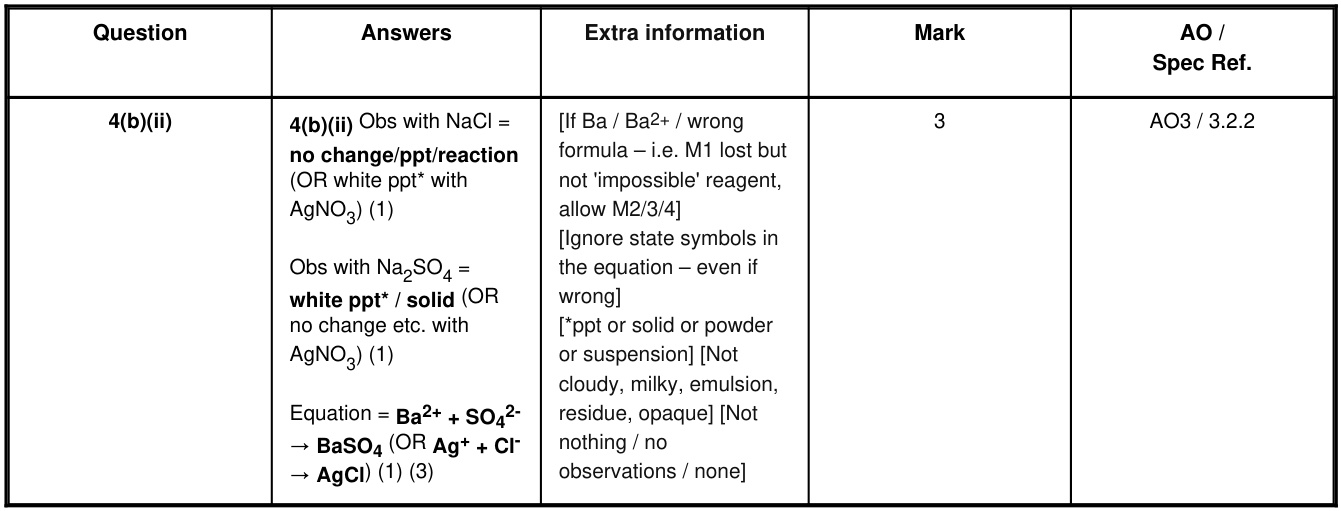 Question
Answers
Extra information
Mark
AO /
Spec Ref.
4(b)(ii)
4(b)(ii) Obs with NaCl =
no change/ppt/reaction
(OR white ppt* with
AgNO3) (1)
Obs with Na2SO4 =
white ppt* / solid (OR
no change etc. with
AgNO3) (1)
Equation = Ba2+ + SO42-
→ BaSO4 (OR Ag+ + Cl-
→ AgCl) (1) (3)
[If Ba / Ba2+ / wrong
formula – i.e. M1 lost but
not 'impossible' reagent,
allow M2/3/4]
[Ignore state symbols in
the equation – even if
wrong]
[*ppt or solid or powder
or suspension] [Not
cloudy, milky, emulsion,
residue, opaque] [Not
nothing / no
observations / none]
3
AO3 / 3.2.2